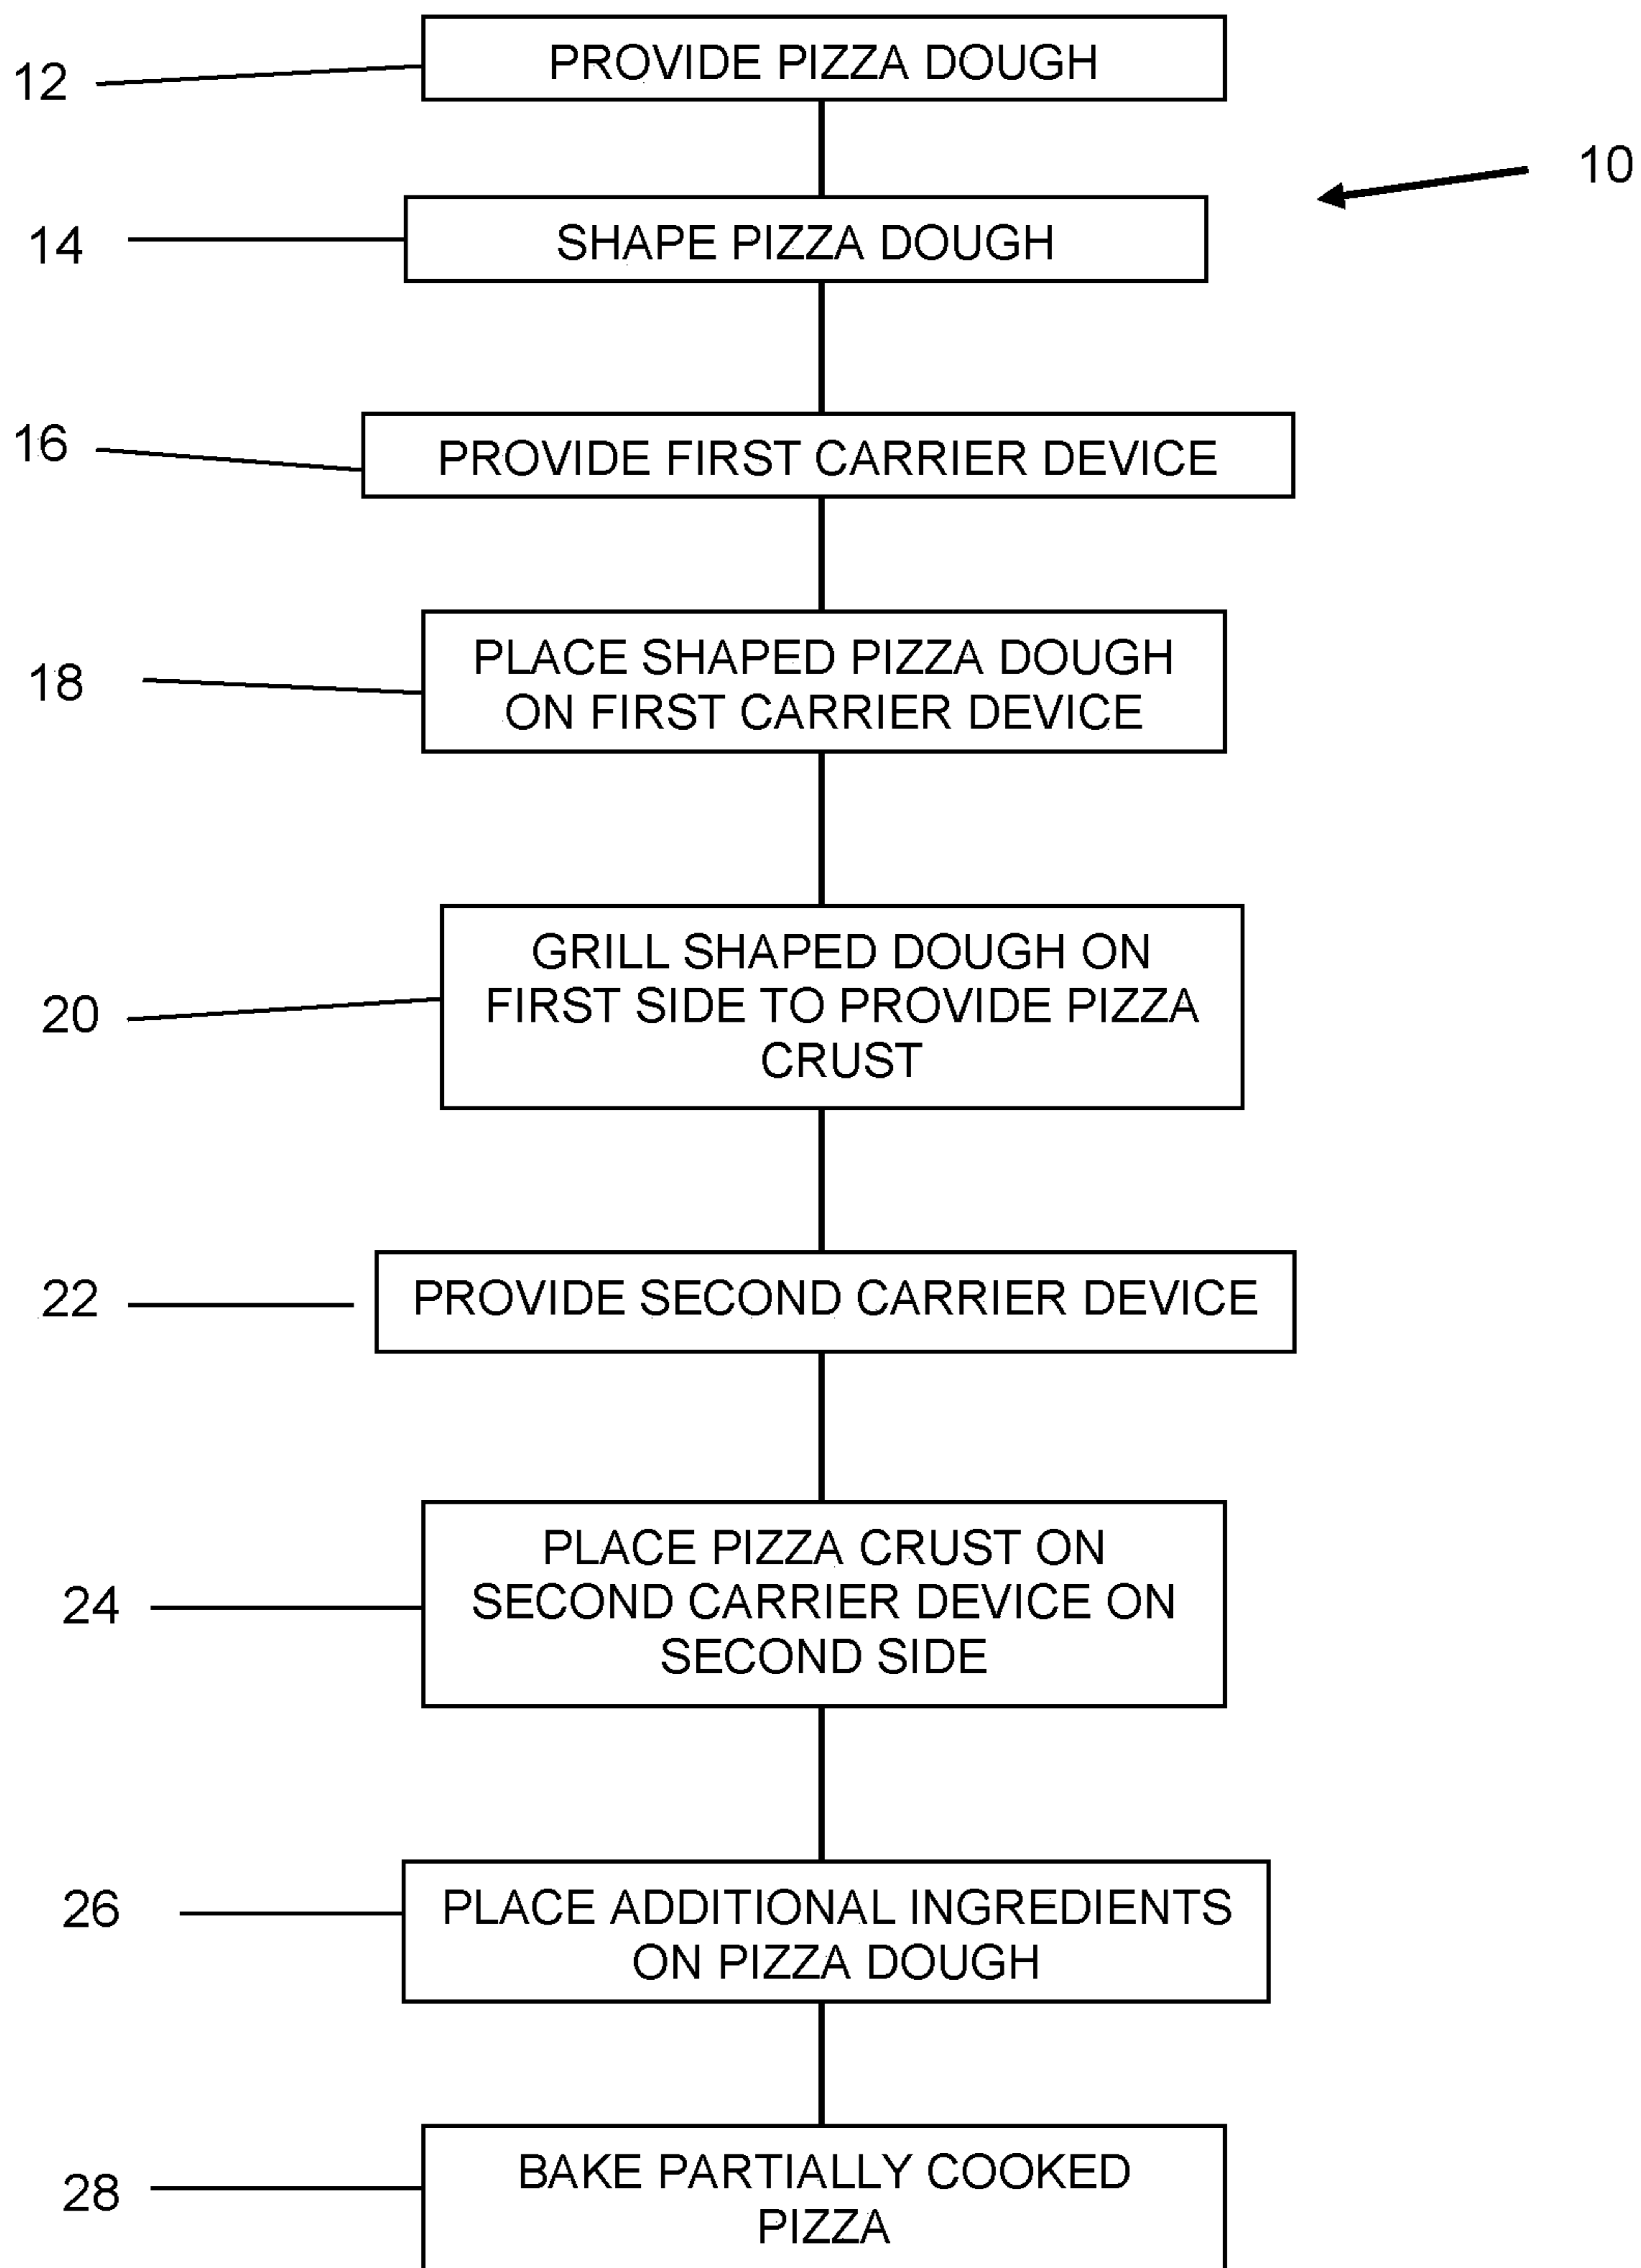 12
PROVIDE PIZZA DOUGH
10
14
SHAPE PIZZA DOUGH
16
PROVIDE FIRST CARRIER DEVICE
18
PLACE SHAPED PIZZA DOUGH
ON FIRST CARRIER DEVICE
20
GRILL SHAPED DOUGH ON
FIRST SIDE TO PROVIDE PIZZA
CRUST
22
PROVIDE SECOND CARRIER DEVICE
24
PLACE PIZZA CRUST ON
SECOND CARRIER DEVICE ON
SECOND SIDE
26
PLACE ADDITIONAL INGREDIENTS
ON PIZZA DOUGH
28
BAKE PARTIALLY COOKED
PIZZA